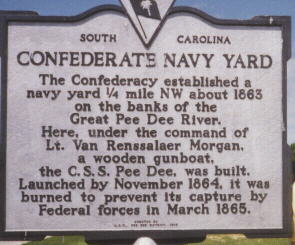 SOUTH CAROLINA
CONFEDERATE NAVY YARD
The Confederacy established a
navy yard ¼ mile NW about 1863
on the banks of the
Great Pee Dee River.
Here, under the command of
Lt. Van Renssalaer Morgan,
a wooden gunboat,
the C.S.S. Pee Dee, was built.
Launched by November 1864, it was
burned to prevent its capture by
Federal forces in March 1865.